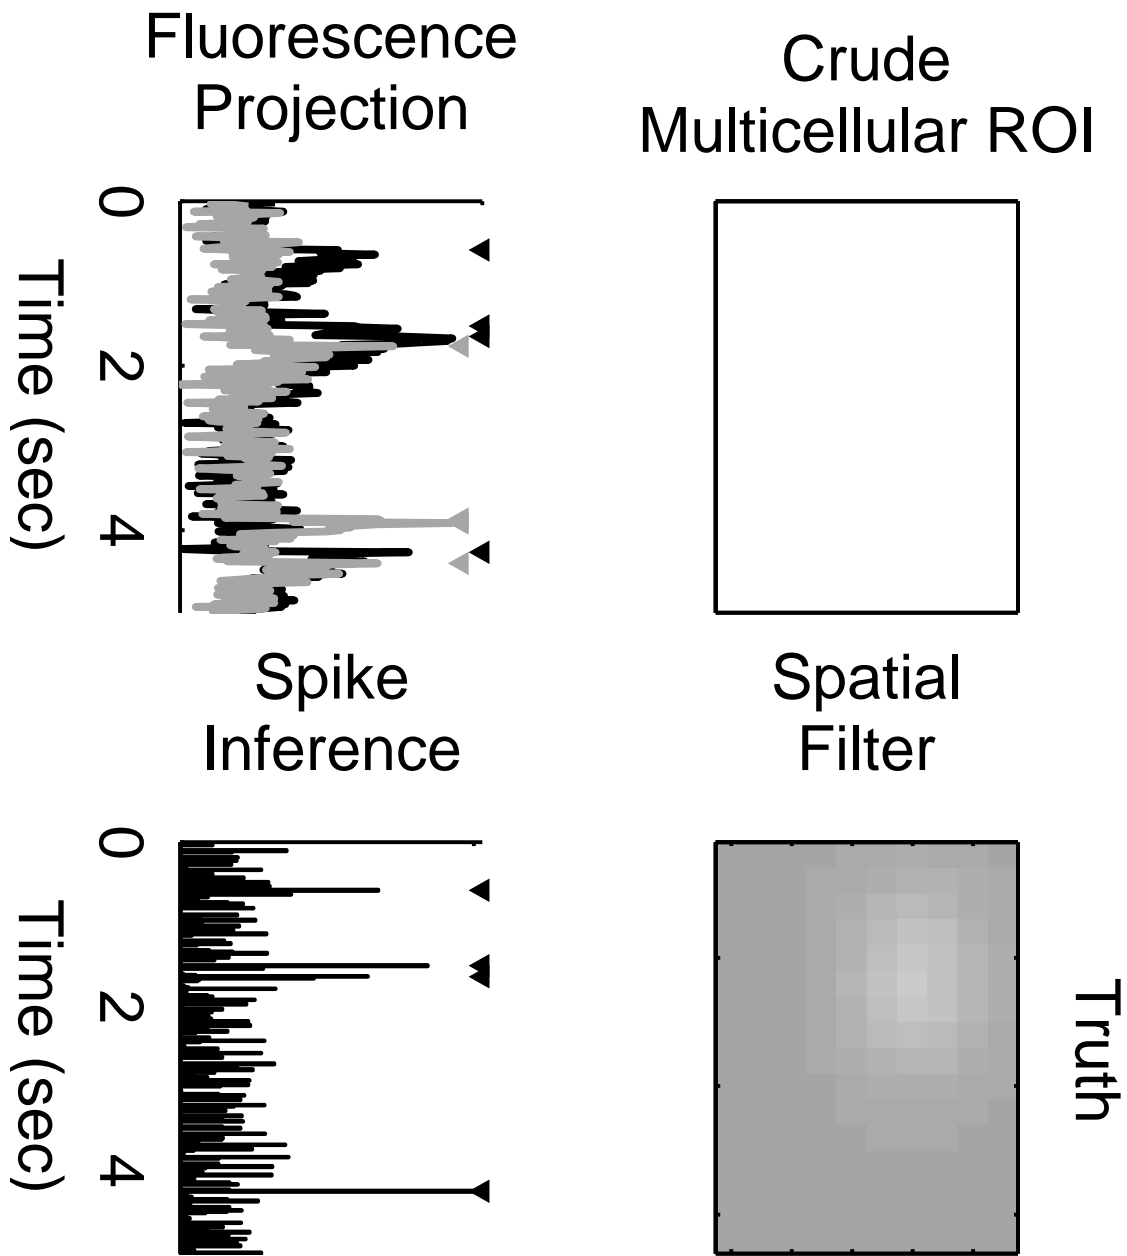 Fluorescence
Projection
Crude
Multicellular ROI
0
2
4
Time (sec)
Spike
Inference
Spatial
Filter
0
2
4
Time (sec)
Truth